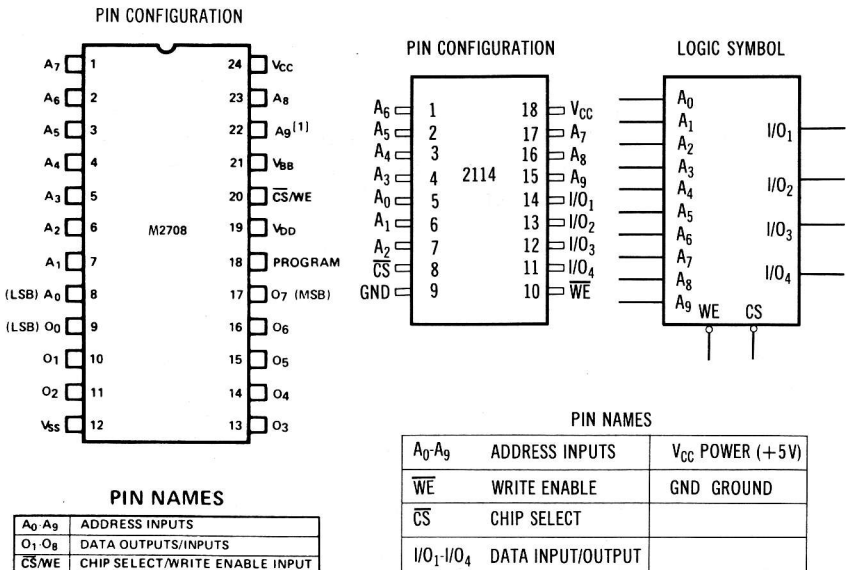 PIN CONFIGURATION
A7 1 24 VCC
A6 2 23 A8
A5 3 22 A9[1]
A4 4 21 VBB
A3 5 20 C̅S̅/WE
A2 6 M2708 19 VDD
A1 7 18 PROGRAM
(LSB) A0 8 17 O7 (MSB)
(LSB) O0 9 16 O6
O1 10 15 O5
O2 11 14 O4
VSS 12 13 O3
PIN NAMES
A0-A9 ADDRESS INPUTS
O1-O8 DATA OUTPUTS/INPUTS
C̅S̅/WE CHIP SELECT/WRITE ENABLE INPUT
PIN CONFIGURATION
A6 1 18 VCC
A5 2 17 A7
A4 3 16 A8
A3 4 2114 15 A9
A0 5 14 I/O1
A1 6 13 I/O2
A2 7 12 I/O3
C̅S̅ 8 11 I/O4
GND 9 10 W̅E̅
LOGIC SYMBOL
A0
A1 I/O1
A2
A3 I/O2
A4
A5 I/O3
A6
A7 I/O4
A8
A9 WE CS
PIN NAMES
A0-A9 ADDRESS INPUTS VCC POWER (+5V)
W̅E̅ WRITE ENABLE GND GROUND
C̅S̅ CHIP SELECT
I/O1-I/O4 DATA INPUT/OUTPUT